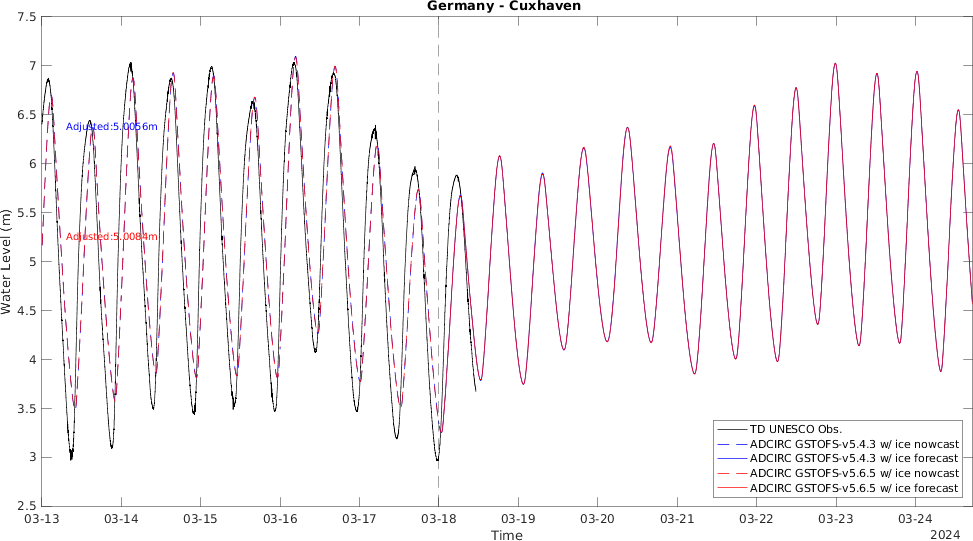 Germany - Cuxhaven
7.5
7
6.5
6
5.5
5
4.5
4
3.5
3
2.5
Water Level (m)
Adjusted:5.0056m
Adjusted:5.0084m
TD UNESCO Obs.
ADCIRC GSTOFS-v5.4.3 w/ ice nowcast
ADCIRC GSTOFS-v5.4.3 w/ ice forecast
ADCIRC GSTOFS-v5.6.5 w/ ice nowcast
ADCIRC GSTOFS-v5.6.5 w/ ice forecast
03-13 03-14 03-15 03-16 03-17 03-18 03-19 03-20 03-21 03-22 03-23 03-24
Time
2024